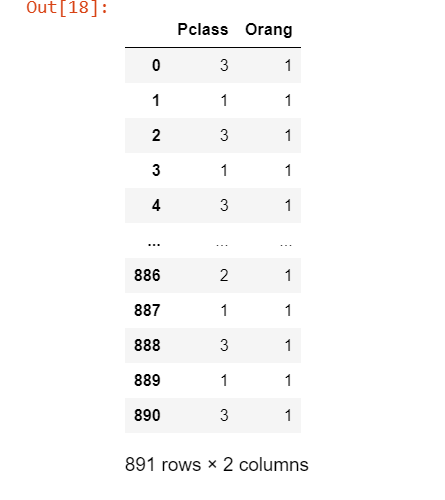 Out[18]:
Pclass Orang
0 3 1
1 1 1
2 3 1
3 1 1
4 3 1
... ... ...
886 2 1
887 1 1
888 3 1
889 1 1
890 3 1
891 rows × 2 columns